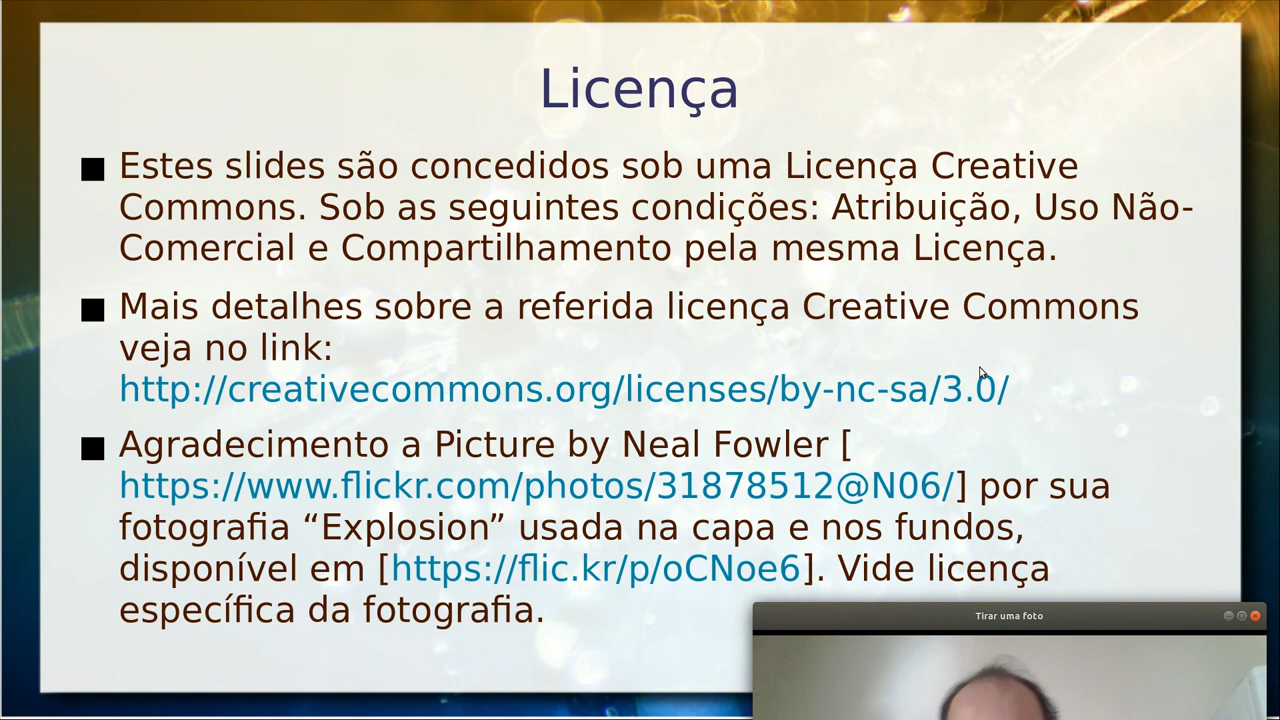 Licença
Estes slides são concedidos sob uma Licença Creative
Commons. Sob as seguintes condições: Atribuição, Uso Não-
Comercial e Compartilhamento pela mesma Licença.
Mais detalhes sobre a referida licença Creative Commons
veja no link:
http://creativecommons.org/licenses/by-nc-sa/3.0/
Agradecimento a Picture by Neal Fowler [
https://www.flickr.com/photos/31878512@N06/] por sua
fotografia “Explosion” usada na capa e nos fundos,
disponível em [https://flic.kr/p/oCNoe6]. Vide licença
específica da fotografia.
Tirar uma foto